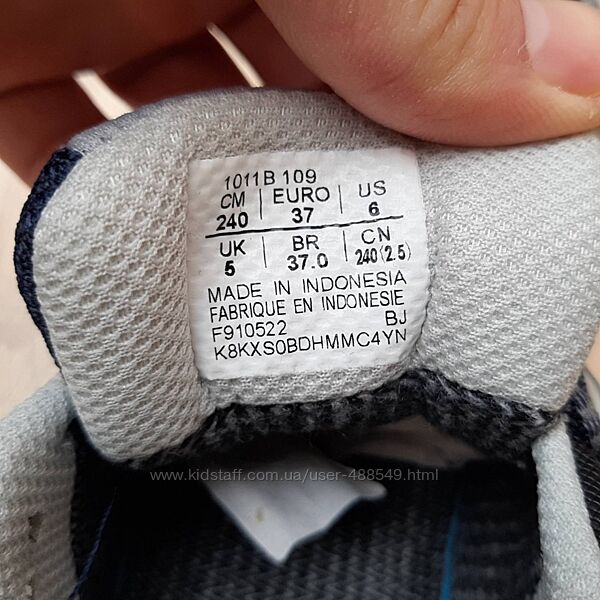 1011B 109
CM | EURO | US
240 | 37 | 6
UK | BR | CN
5 | 37.0 | 240(2.5)
MADE IN INDONESIA
FABRIQUE EN INDONESIE
F910522 BJ
K8KXS0BDHMMC4YN
www.kidstaff.com.ua/user-488549.html